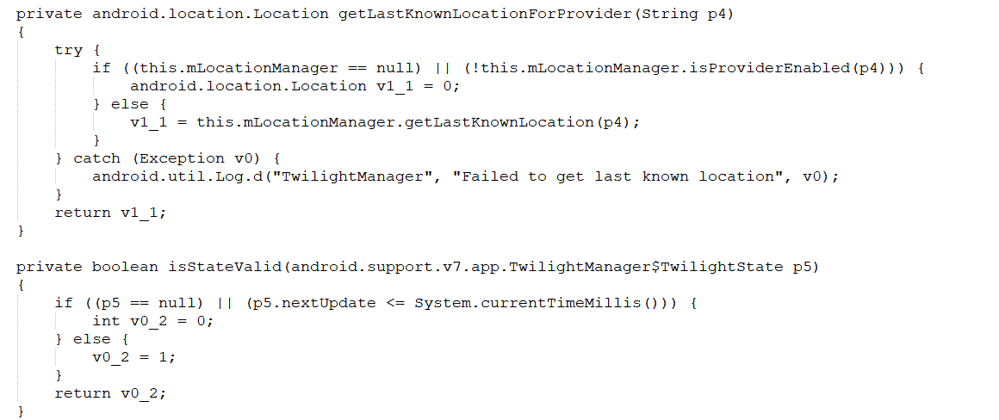 private android.location.Location getLastKnownLocationForProvider(String p4)
{
    try {
        if ((this.mLocationManager == null) || (!this.mLocationManager.isProviderEnabled(p4))) {
            android.location.Location v1_1 = 0;
        } else {
            v1_1 = this.mLocationManager.getLastKnownLocation(p4);
        }
    } catch (Exception v0) {
        android.util.Log.d("TwilightManager", "Failed to get last known location", v0);
    }
    return v1_1;
}

private boolean isStateValid(android.support.v7.app.TwilightManager$TwilightState p5)
{
    if ((p5 == null) || (p5.nextUpdate <= System.currentTimeMillis())) {
        int v0_2 = 0;
    } else {
        v0_2 = 1;
    }
    return v0_2;
}